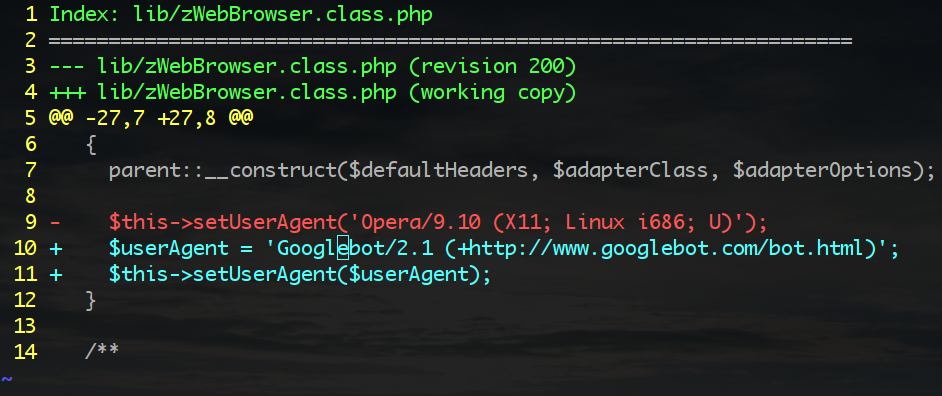 1 Index: lib/zWebBrowser.class.php
2 ===================================================================
3 --- lib/zWebBrowser.class.php (revision 200)
4 +++ lib/zWebBrowser.class.php (working copy)
5 @@ -27,7 +27,8 @@
6    {
7      parent::__construct($defaultHeaders, $adapterClass, $adapterOptions);
8
9 -    $this->setUserAgent('Opera/9.10 (X11; Linux i686; U)');
10 +    $userAgent = 'Googlebot/2.1 (+http://www.googlebot.com/bot.html)';
11 +    $this->setUserAgent($userAgent);
12    }
13
14    /**
~